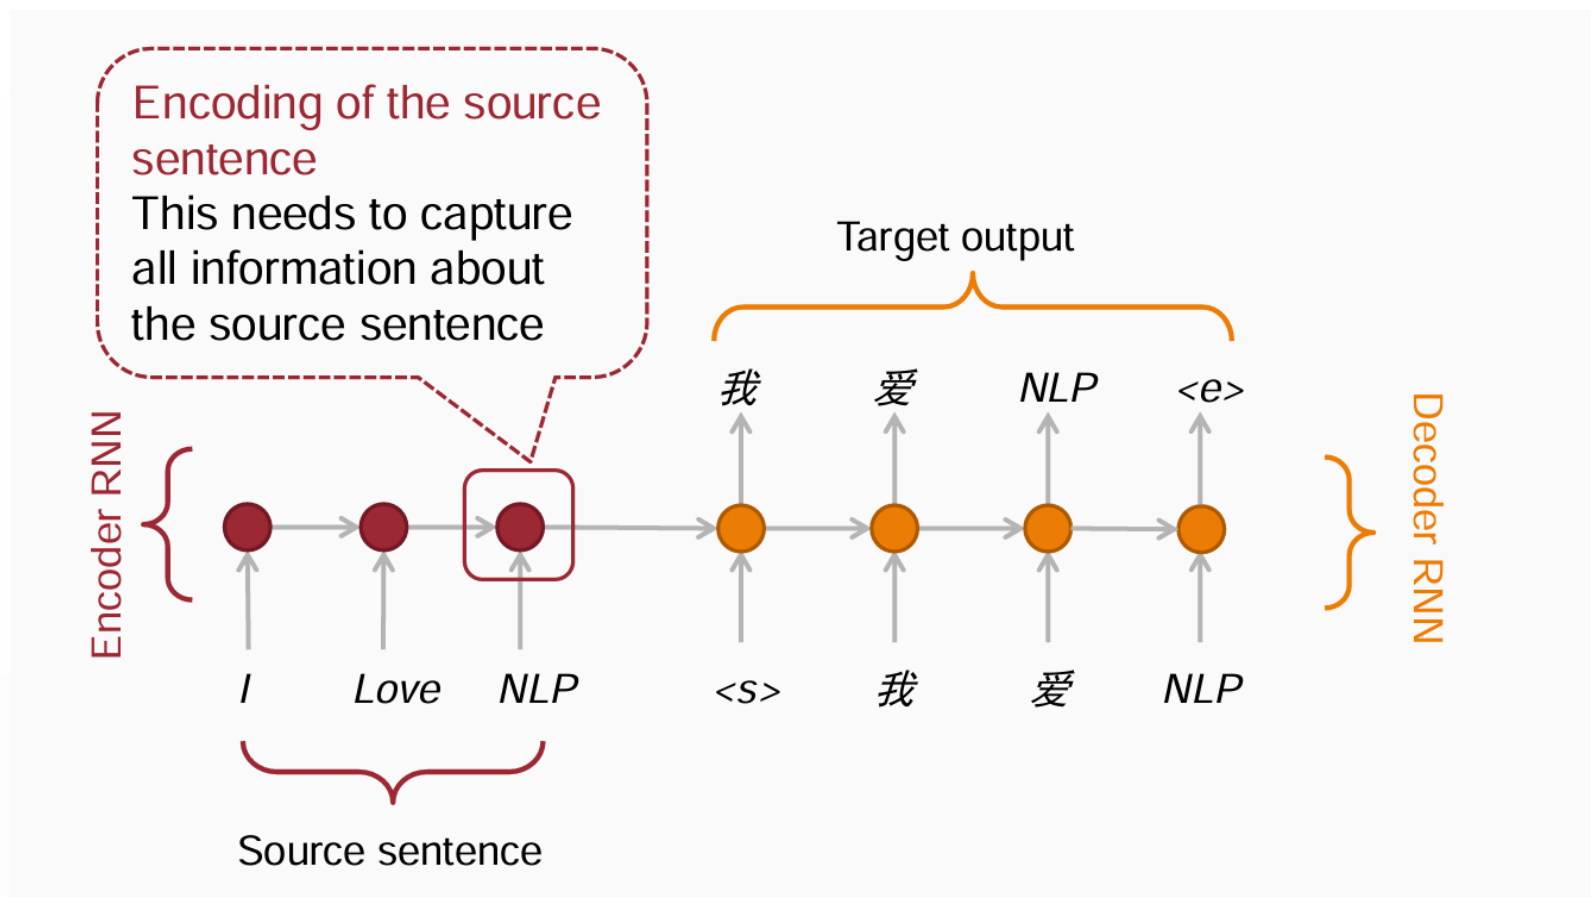 Encoding of the source
sentence
This needs to capture
all information about
the source sentence
Target output
我 爱 NLP <e>
Encoder RNN
Decoder RNN
I Love NLP <s> 我 爱 NLP
Source sentence